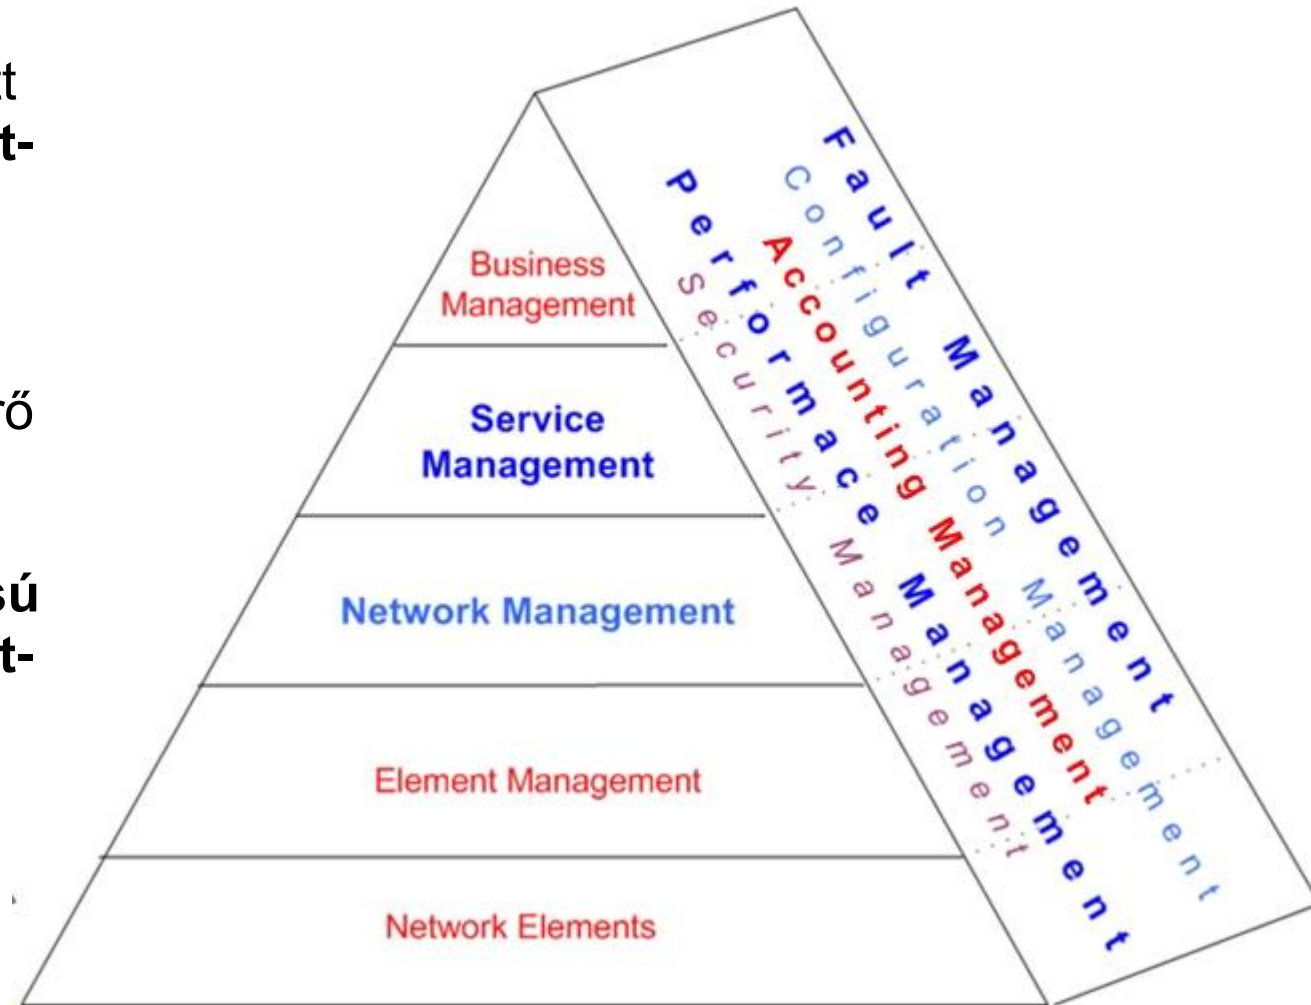 t-
rő
sú
t-
Business
Management
Service
Management
Network Management
Element Management
Network Elements
Fault Management
Configuration Management
Accounting Management
Performace Management
Security Management